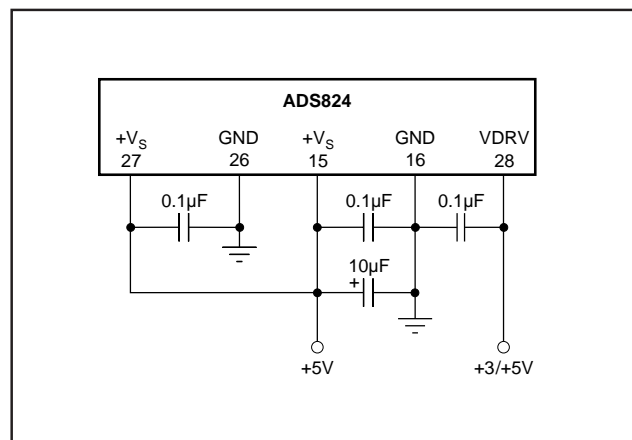 ADS824
+VS GND +VS GND VDRV
27 26 15 16 28
0.1µF 0.1µF 0.1µF
10µF
+
+5V +3/+5V